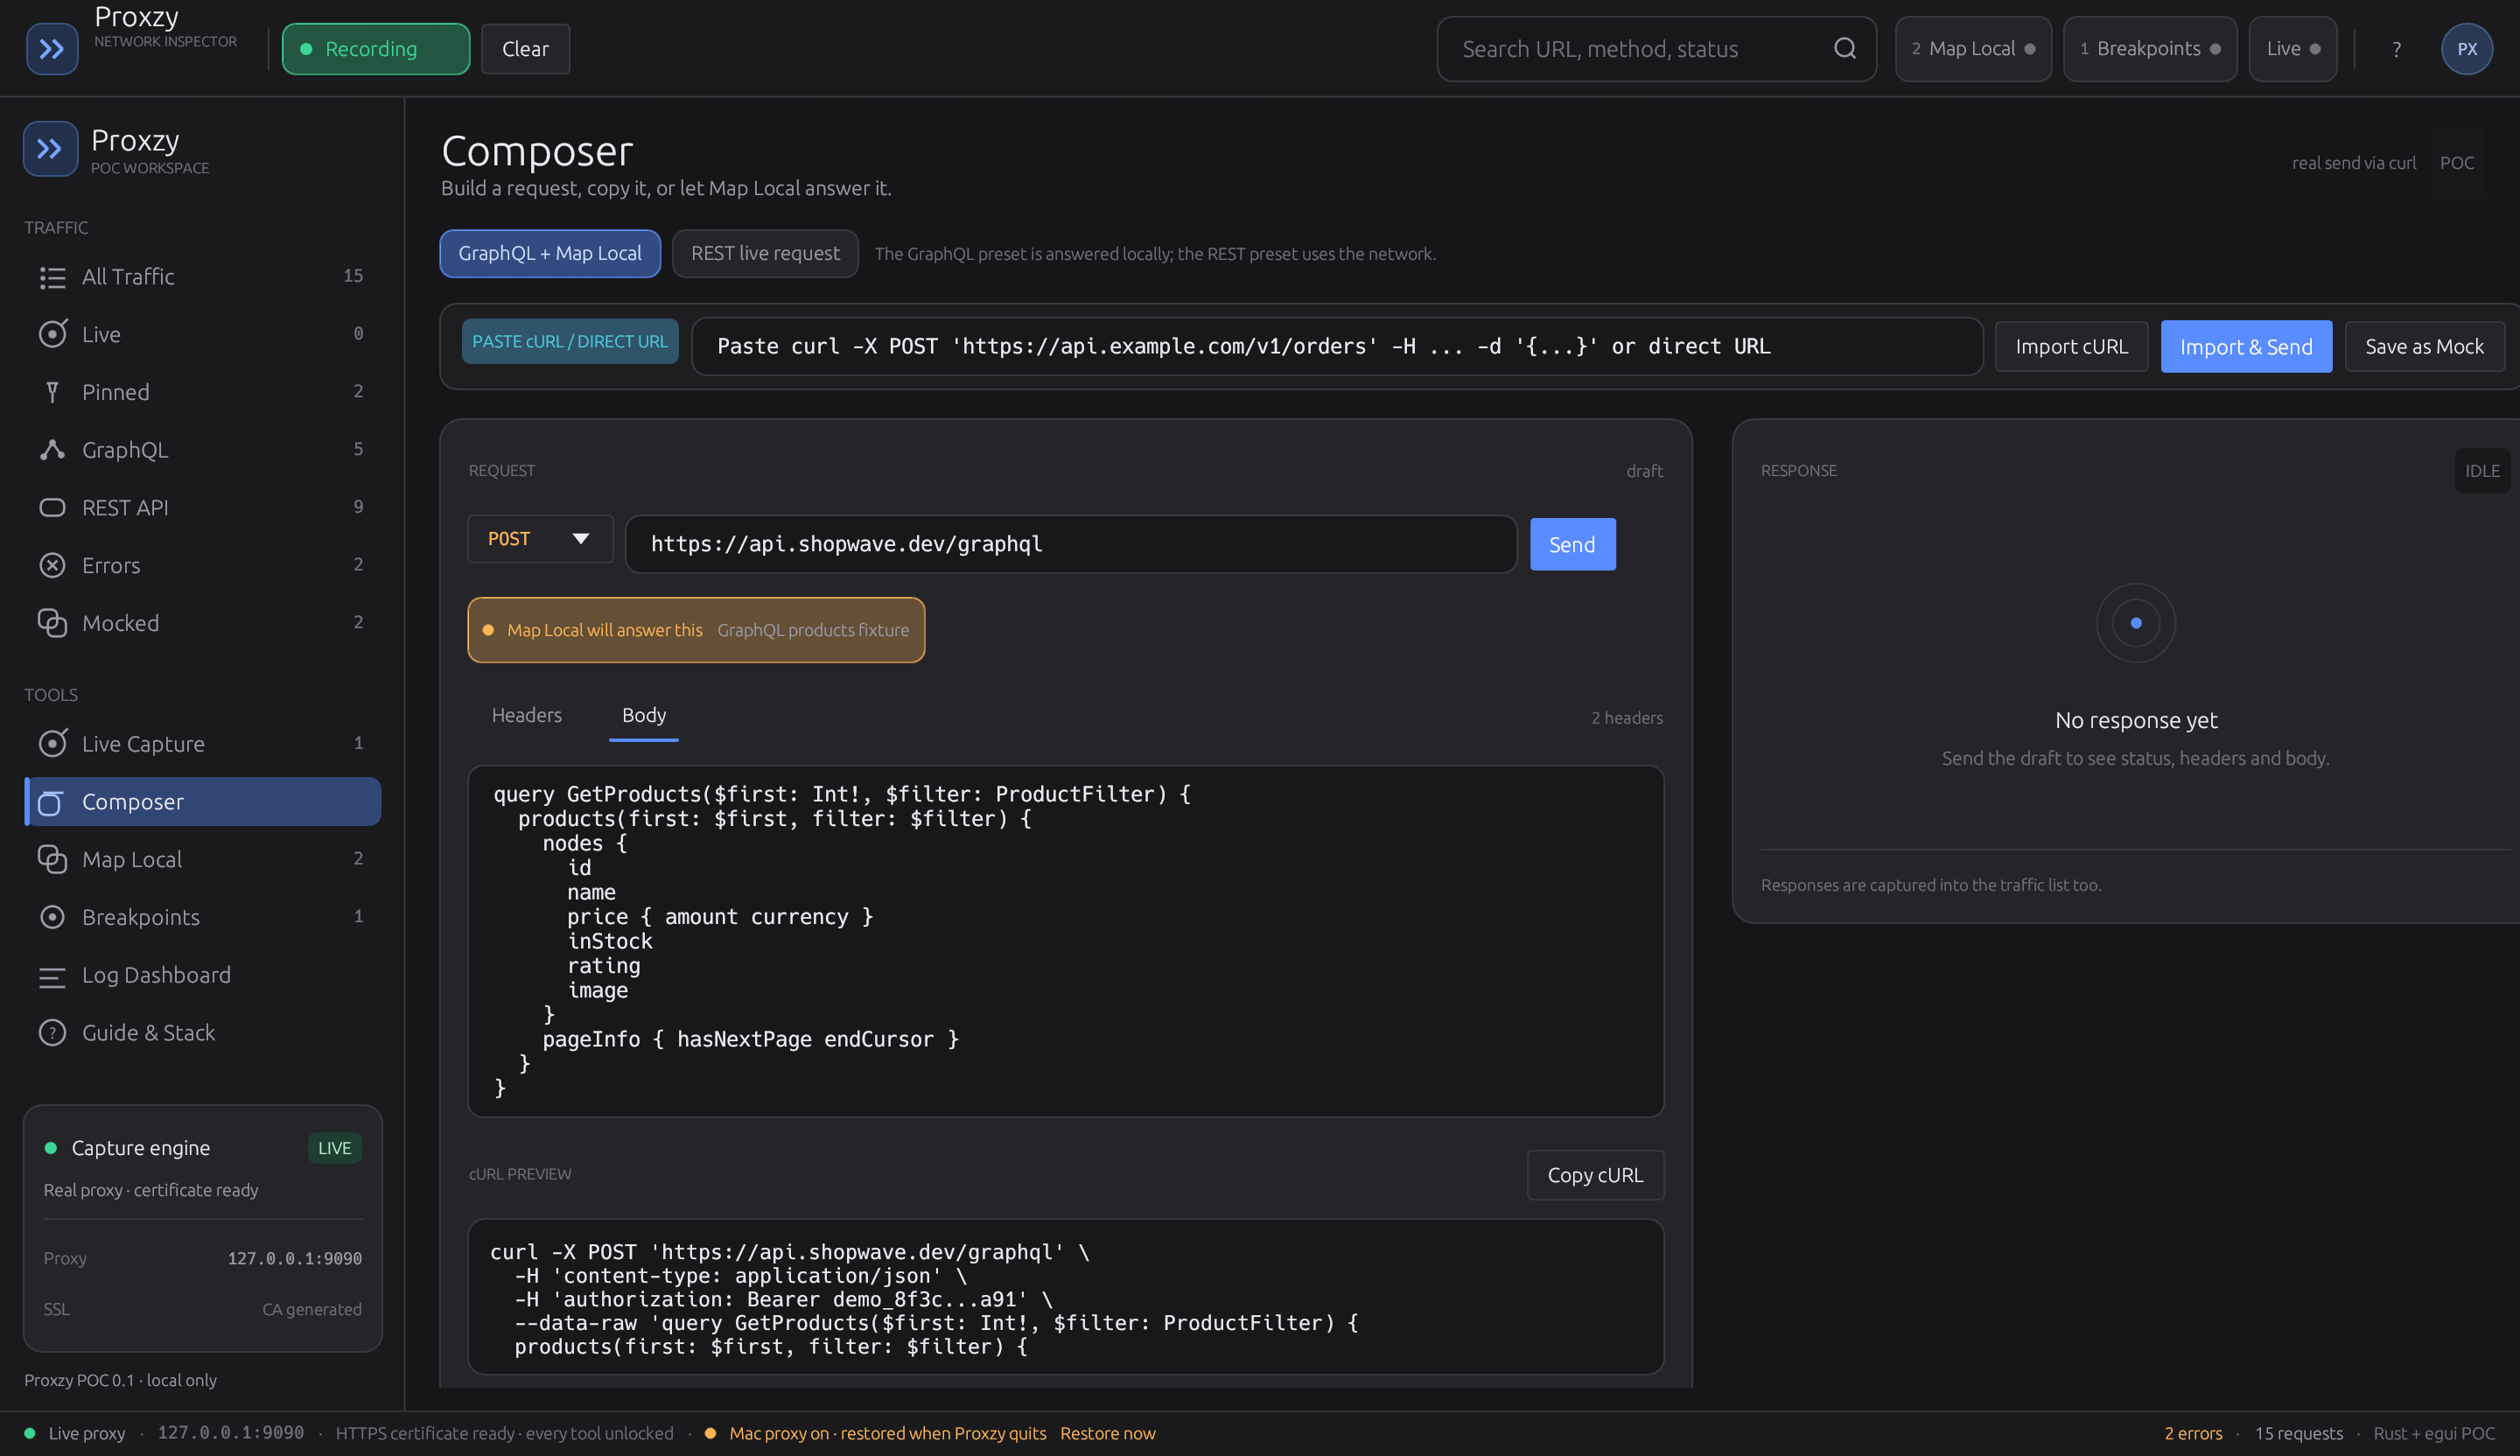 Proxzy
NETWORK INSPECTOR
Recording
Clear
Search URL, method, status
2 Map Local
1 Breakpoints
Live
?
PX
Proxzy
POC WORKSPACE
TRAFFIC
All Traffic 15
Live 0
Pinned 2
GraphQL 5
REST API 9
Errors 2
Mocked 2
TOOLS
Live Capture 1
Composer
Map Local 2
Breakpoints 1
Log Dashboard
? Guide & Stack
Capture engine LIVE
Real proxy · certificate ready
Proxy 127.0.0.1:9090
SSL CA generated
Proxzy POC 0.1 · local only
Composer
Build a request, copy it, or let Map Local answer it.
real send via curl POC
GraphQL + Map Local
REST live request
The GraphQL preset is answered locally; the REST preset uses the network.
PASTE cURL / DIRECT URL
Paste curl -X POST 'https://api.example.com/v1/orders' -H ... -d '{...}' or direct URL
Import cURL
Import & Send
Save as Mock
REQUEST draft
POST
https://api.shopwave.dev/graphql
Send
Map Local will answer this GraphQL products fixture
Headers Body 2 headers
query GetProducts($first: Int!, $filter: ProductFilter) {
  products(first: $first, filter: $filter) {
    nodes {
      id
      name
      price { amount currency }
      inStock
      rating
      image
    }
    pageInfo { hasNextPage endCursor }
  }
}
cURL PREVIEW
Copy cURL
curl -X POST 'https://api.shopwave.dev/graphql' \
  -H 'content-type: application/json' \
  -H 'authorization: Bearer demo_8f3c...a91' \
  --data-raw 'query GetProducts($first: Int!, $filter: ProductFilter) {
  products(first: $first, filter: $filter) {
RESPONSE IDLE
No response yet
Send the draft to see status, headers and body.
Responses are captured into the traffic list too.
Live proxy · 127.0.0.1:9090 · HTTPS certificate ready · every tool unlocked · Mac proxy on · restored when Proxzy quits Restore now
2 errors · 15 requests · Rust + egui POC